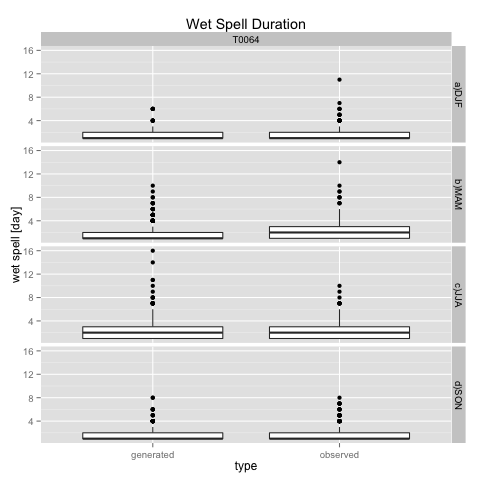 Wet Spell Duration
T0064
16
12
8
4
a)DJF
16
12
8
4
b)MAM
16
12
8
4
c)JJA
16
12
8
4
d)SON
wet spell [day]
generated observed
type